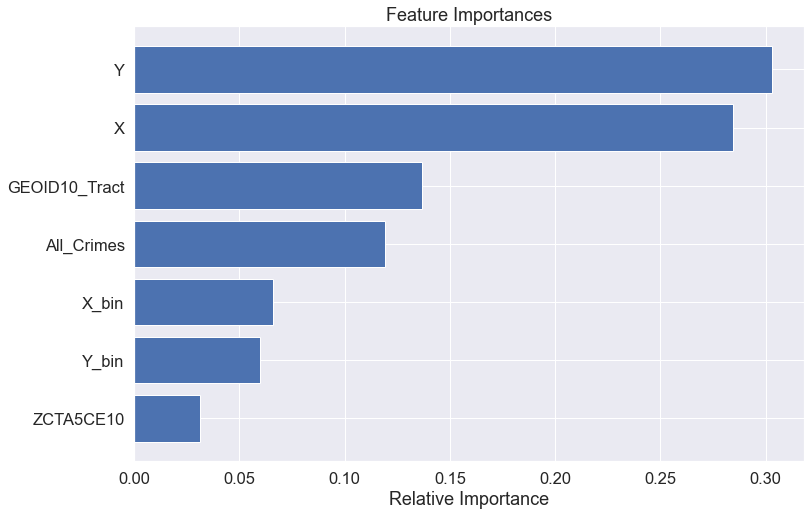 Feature Importances
Y
X
GEOID10_Tract
All_Crimes
X_bin
Y_bin
ZCTA5CE10
0.00 0.05 0.10 0.15 0.20 0.25 0.30
Relative Importance